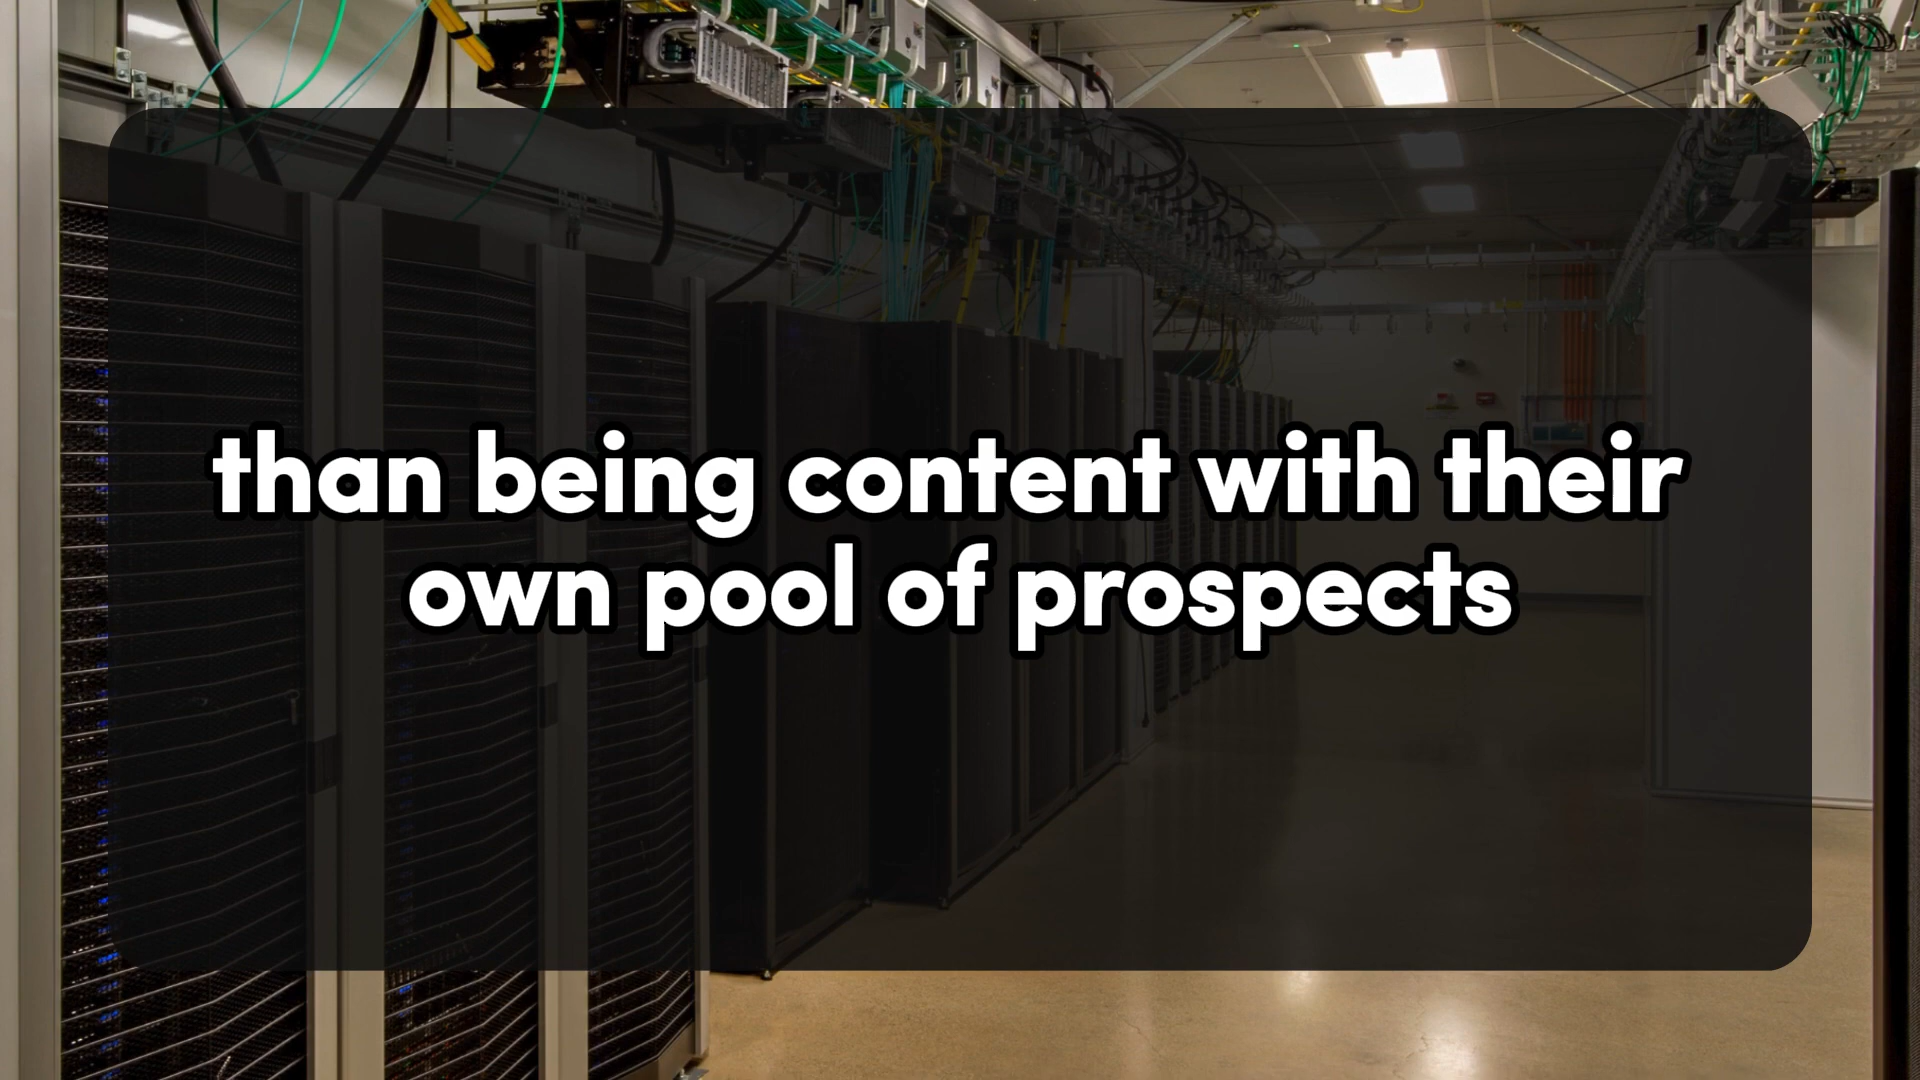 than being content with their
own pool of prospects